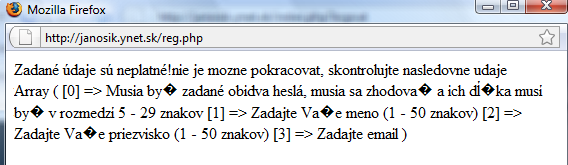 Mozilla Firefox
http://janosik.ynet.sk/reg.php
Zadané údaje sú neplatné!nie je mozne pokracovat, skontrolujte nasledovne udaje
Array ( [0] => Musia by� zadané obidva heslá, musia sa zhodova� a ich dĺ�ka musi
by� v rozmedzi 5 - 29 znakov [1] => Zadajte Va�e meno (1 - 50 znakov) [2] =>
Zadajte Va�e priezvisko (1 - 50 znakov) [3] => Zadajte email )